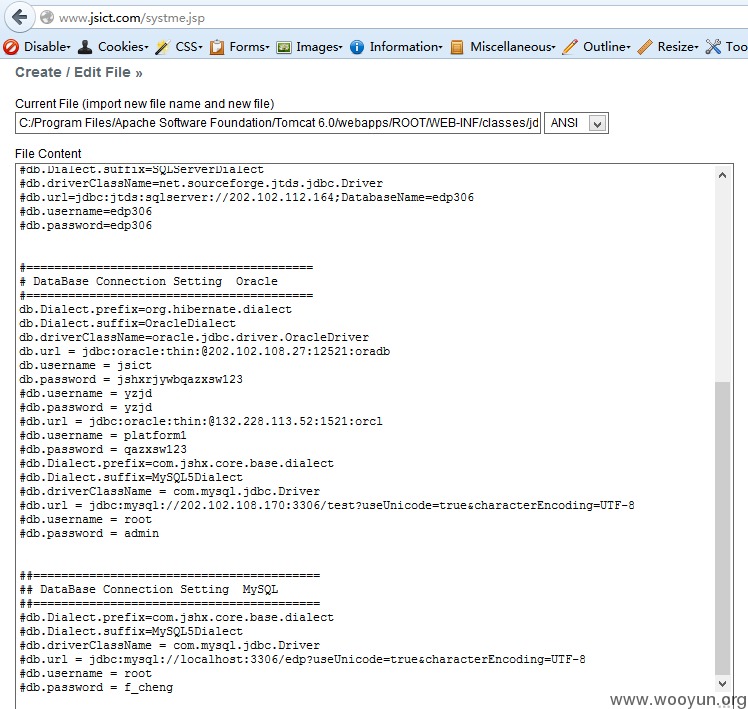 www.jsict.com/systme.jsp
Disable▾ Cookies▾ CSS▾ Forms▾ Images▾ Information▾ Miscellaneous▾ Outline▾ Resize▾ Too
Create / Edit File »
Current File (import new file name and new file)
C:/Program Files/Apache Software Foundation/Tomcat 6.0/webapps/ROOT/WEB-INF/classes/jd ANSI
File Content
#db.Dialect.suffix=SQLServerDialect
#db.driverClassName=net.sourceforge.jtds.jdbc.Driver
#db.url=jdbc:jtds:sqlserver://202.102.112.164;DatabaseName=edp306
#db.username=edp306
#db.password=edp306
#=========================================
# DataBase Connection Setting  Oracle
#=========================================
db.Dialect.prefix=org.hibernate.dialect
db.Dialect.suffix=OracleDialect
db.driverClassName=oracle.jdbc.driver.OracleDriver
db.url = jdbc:oracle:thin:@202.102.108.27:12521:oradb
db.username = jsict
db.password = jshxrjywbqazxsw123
#db.username = yzjd
#db.password = yzjd
#db.url = jdbc:oracle:thin:@132.228.113.52:1521:orcl
#db.username = platform1
#db.password = qazxsw123
#db.Dialect.prefix=com.jshx.core.base.dialect
#db.Dialect.suffix=MySQL5Dialect
#db.driverClassName = com.mysql.jdbc.Driver
#db.url = jdbc:mysql://202.102.108.170:3306/test?useUnicode=true&characterEncoding=UTF-8
#db.username = root
#db.password = admin
##=========================================
## DataBase Connection Setting  MySQL
##=========================================
#db.Dialect.prefix=com.jshx.core.base.dialect
#db.Dialect.suffix=MySQL5Dialect
#db.driverClassName = com.mysql.jdbc.Driver
#db.url = jdbc:mysql://localhost:3306/edp?useUnicode=true&characterEncoding=UTF-8
#db.username = root
#db.password = f_cheng
www.wooyun.org